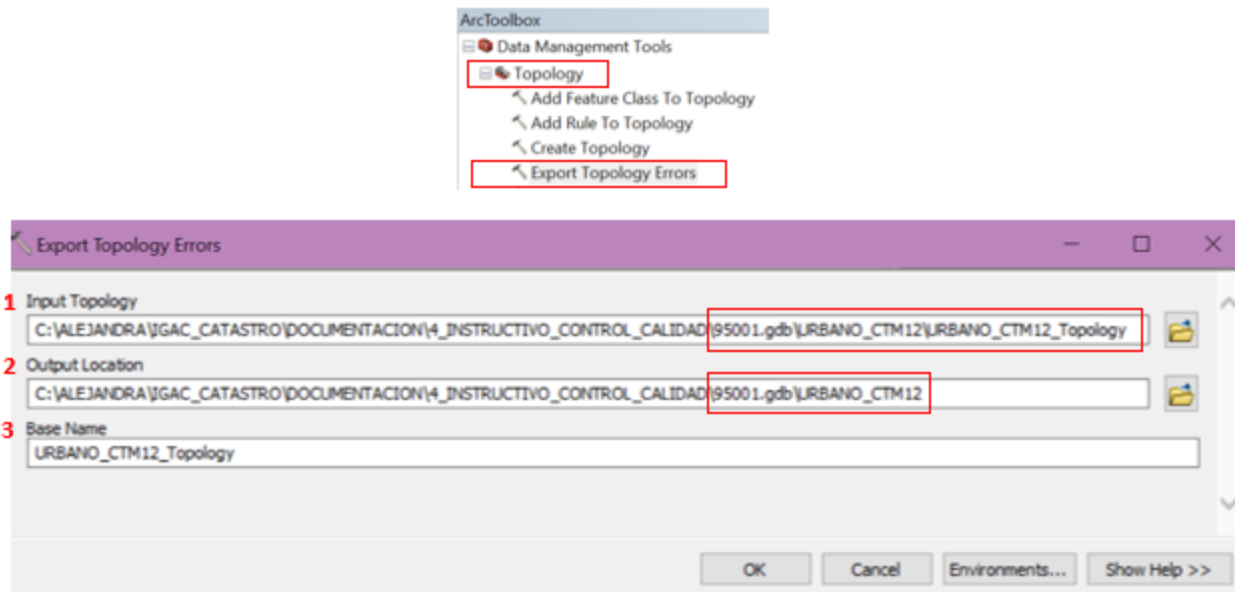 ArcToolbox
Data Management Tools
Topology
Add Feature Class To Topology
Add Rule To Topology
Create Topology
Export Topology Errors
Export Topology Errors
1 Input Topology
C:\ALEJANDRA\IGAC_CATASTRO\DOCUMENTACION\4_INSTRUCTIVO_CONTROL_CALIDAD\95001.gdb\URBANO_CTM12\URBANO_CTM12_Topology
2 Output Location
C:\ALEJANDRA\IGAC_CATASTRO\DOCUMENTACION\4_INSTRUCTIVO_CONTROL_CALIDAD\95001.gdb\URBANO_CTM12
3 Base Name
URBANO_CTM12_Topology
OK Cancel Environments... Show Help >>